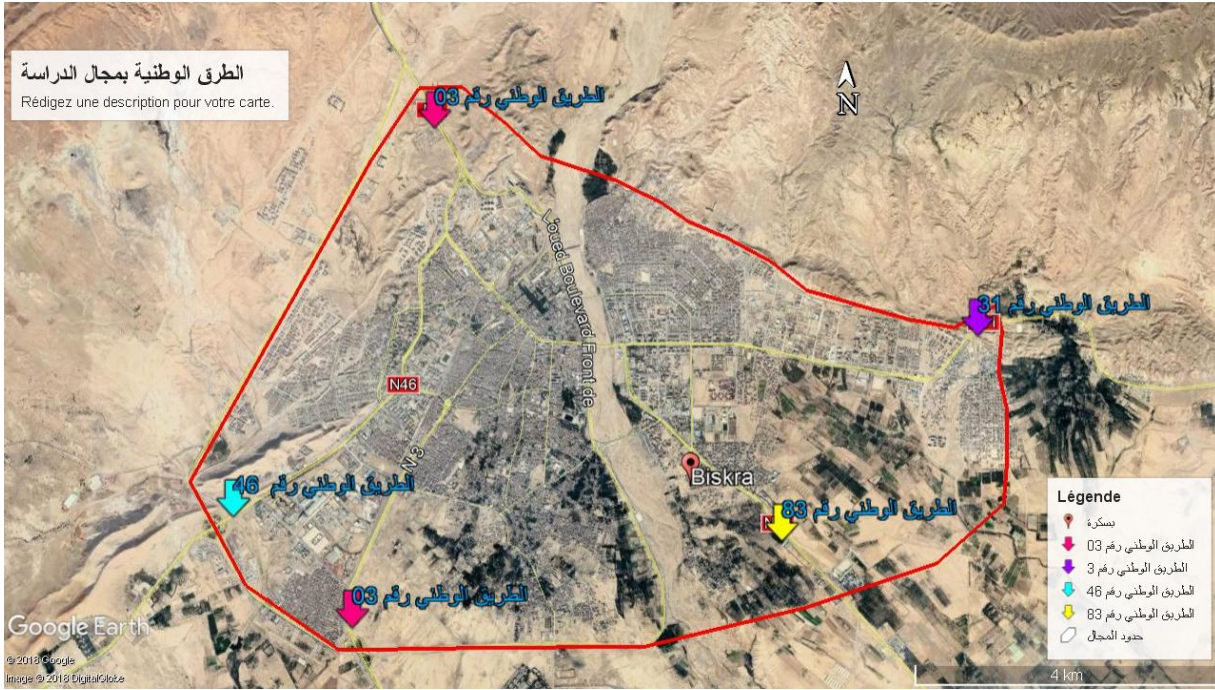 الطرق الوطنية بمجال الدراسة
Rédigez une description pour votre carte.
الطريق الوطني رقم 03
N
الطريق الوطني رقم 31
L'oued Boulevard Front de
N46
N 3
الطريق الوطني رقم 46
Biskra
الطريق الوطني رقم 83
الطريق الوطني رقم 03
Légende
بسكرة
الطريق الوطني رقم 03
الطريق الوطني رقم 3
الطريق الوطني رقم 46
الطريق الوطني رقم 83
حدود المجال
Google Earth
© 2018 Google
Image © 2018 DigitalGlobe
4 km